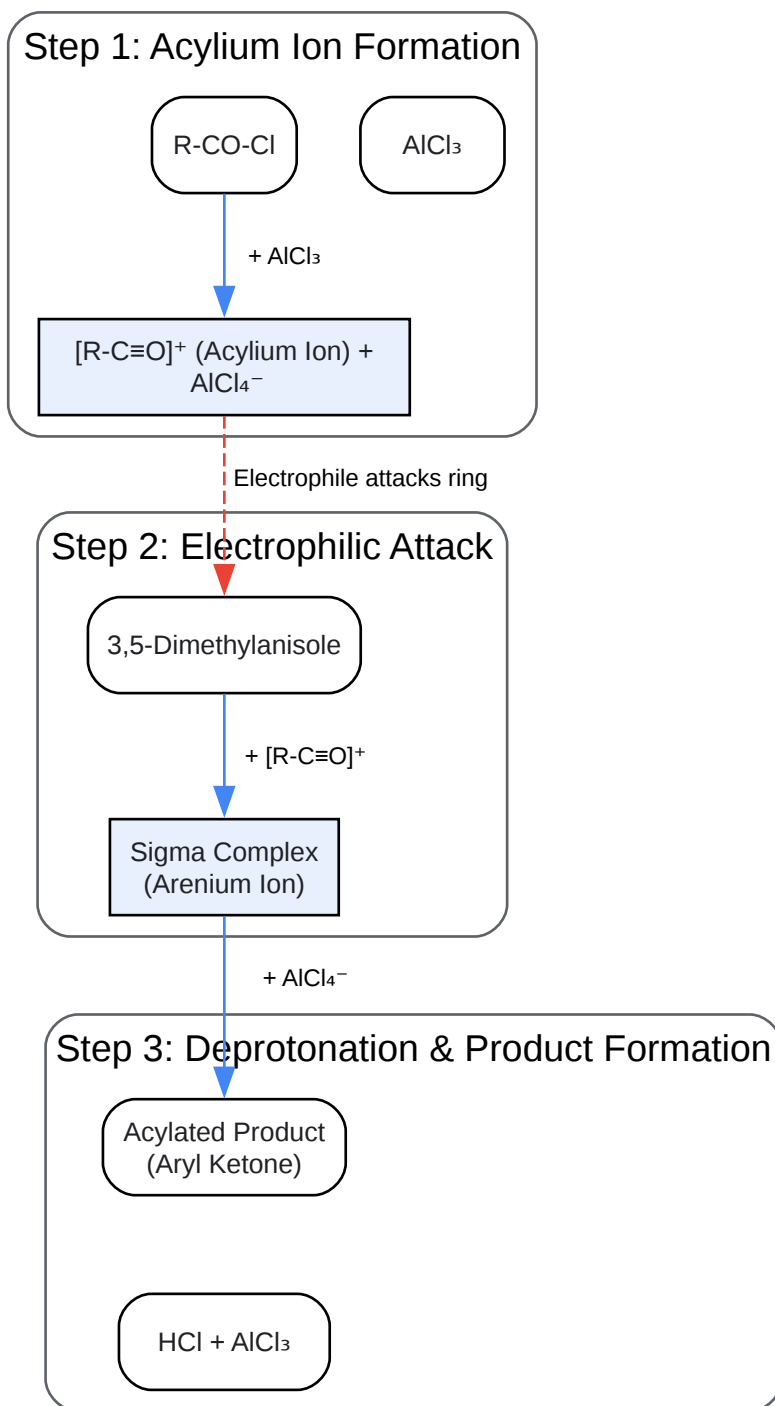 Step 1: Acylium Ion Formation
R-CO-Cl
AlCl₃
+ AlCl₃
[R-C≡O]⁺ (Acylium Ion) +
AlCl₄⁻
Electrophile attacks ring
Step 2: Electrophilic Attack
3,5-Dimethylanisole
+ [R-C≡O]⁺
Sigma Complex
(Arenium Ion)
+ AlCl₄⁻
Step 3: Deprotonation & Product Formation
Acylated Product
(Aryl Ketone)
HCl + AlCl₃